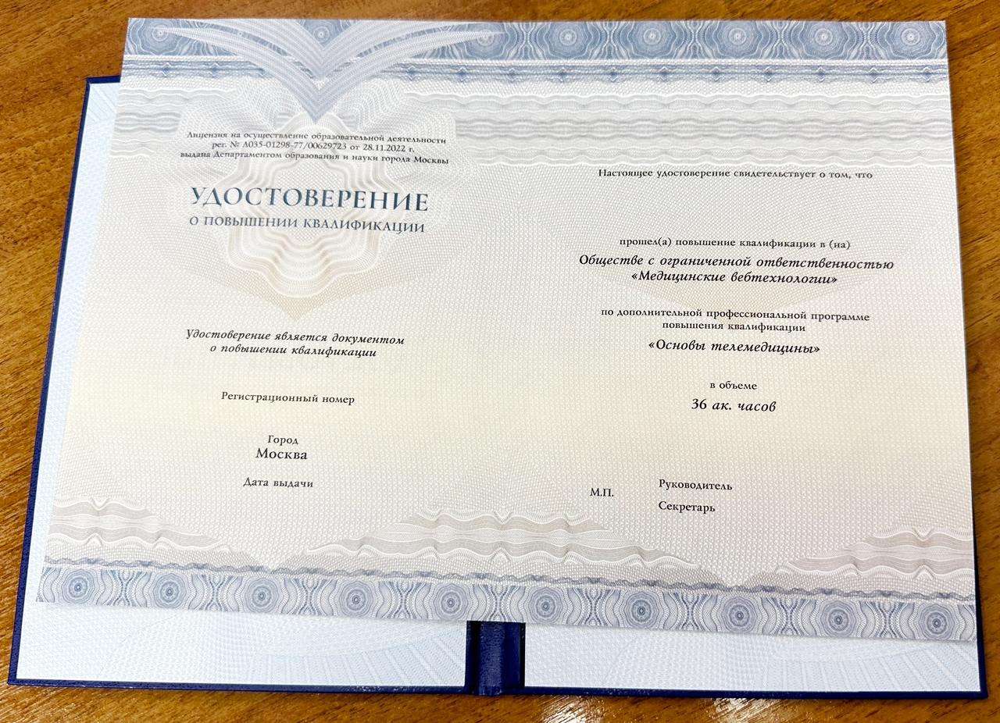 Лицензия на осуществление образовательной деятельности
рег. № Л035-01298-77/00629723 от 28.11.2022 г.
выдана Департаментом образования и науки города Москвы
УДОСТОВЕРЕНИЕ
О ПОВЫШЕНИИ КВАЛИФИКАЦИИ
Удостоверение является документом
о повышении квалификации
Регистрационный номер
Город
Москва
Дата выдачи
Настоящее удостоверение свидетельствует о том, что
прошел(а) повышение квалификации в (на)
Обществе с ограниченной ответственностью
«Медицинские вебтехнологии»
по дополнительной профессиональной программе
повышения квалификации
«Основы телемедицины»
в объеме
36 ак. часов
М.П.
Руководитель
Секретарь